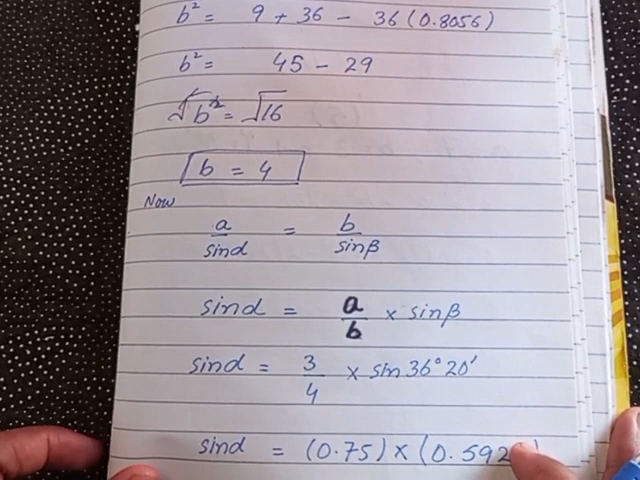 b² = 9 + 36 − 36 (0.8056)
b² = 45 − 29
√b² = √16
b = 4
Now
a/sinα = b/sinβ
sinα = a/b × sinβ
sinα = 3/4 × sin 36° 20′
sinα = (0.75) × (0.592